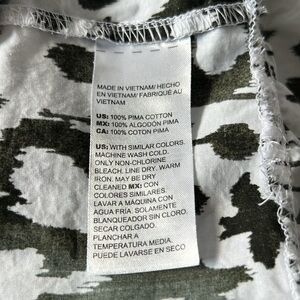 MADE IN VIETNAM/ HECHO
EN VIETNAM/ FABRIQUÉ AU
VIETNAM
US: 100% PIMA COTTON
MX: 100% ALGODÓN PIMA
CA: 100% COTON PIMA
US: WITH SIMILAR COLORS.
MACHINE WASH COLD.
ONLY NON-CHLORINE
BLEACH. LINE DRY. WARM
IRON. MAY BE DRY
CLEANED MX: CON
COLORES SIMILARES.
LAVAR A MÁQUINA CON
AGUA FRÍA. SOLAMENTE
BLANQUEADOR SIN CLORO.
SECAR COLGADO.
PLANCHAR A
TEMPERATURA MEDIA.
PUEDE LAVARSE EN SECO